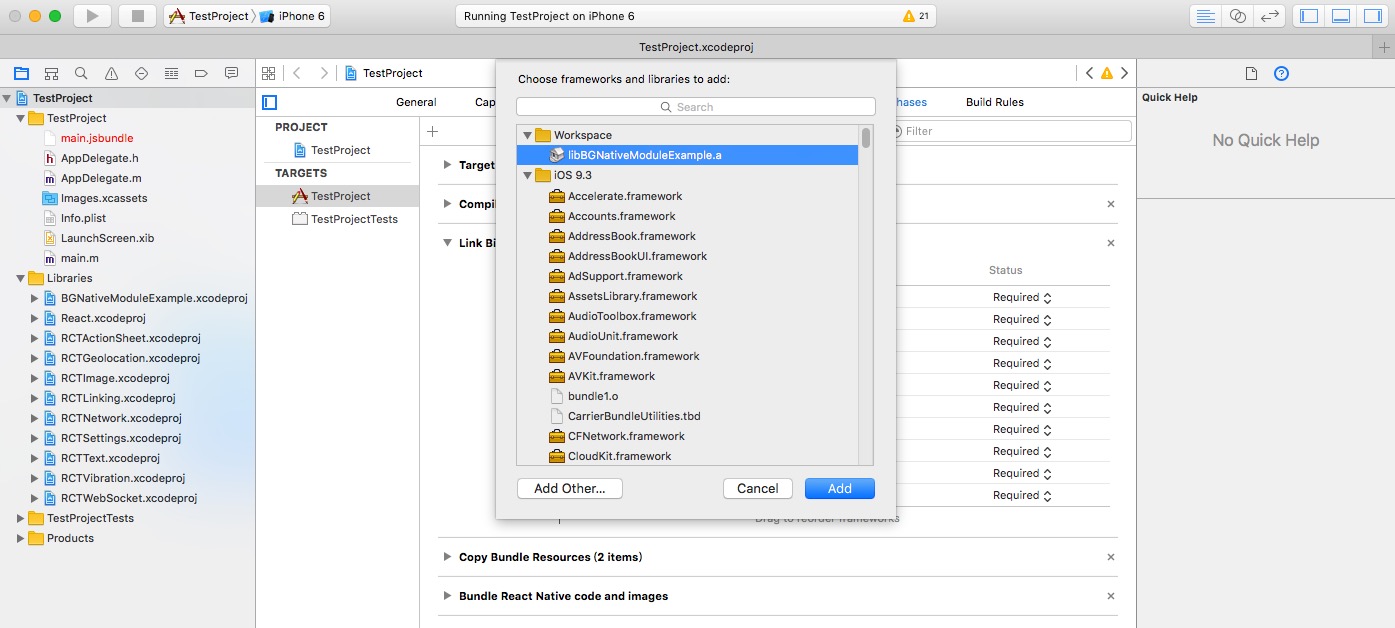 TestProject iPhone 6
Running TestProject on iPhone 6
21
TestProject.xcodeproj
TestProject
TestProject
main.jsbundle
AppDelegate.h
AppDelegate.m
Images.xcassets
Info.plist
LaunchScreen.xib
main.m
Libraries
BGNativeModuleExample.xcodeproj
React.xcodeproj
RCTActionSheet.xcodeproj
RCTGeolocation.xcodeproj
RCTImage.xcodeproj
RCTLinking.xcodeproj
RCTNetwork.xcodeproj
RCTSettings.xcodeproj
RCTText.xcodeproj
RCTVibration.xcodeproj
RCTWebSocket.xcodeproj
TestProjectTests
Products
TestProject
General
Cap
hases
Build Rules
PROJECT
TestProject
TARGETS
TestProject
TestProjectTests
Filter
Target
Compil
Link Bi
Status
Required
Required
Required
Required
Required
Required
Required
Required
Required
Required
Drag to reorder frameworks
Copy Bundle Resources (2 items)
Bundle React Native code and images
Choose frameworks and libraries to add:
Search
Workspace
libBGNativeModuleExample.a
iOS 9.3
Accelerate.framework
Accounts.framework
AddressBook.framework
AddressBookUI.framework
AdSupport.framework
AssetsLibrary.framework
AudioToolbox.framework
AudioUnit.framework
AVFoundation.framework
AVKit.framework
bundle1.o
CarrierBundleUtilities.tbd
CFNetwork.framework
CloudKit.framework
Add Other...
Cancel
Add
Quick Help
No Quick Help